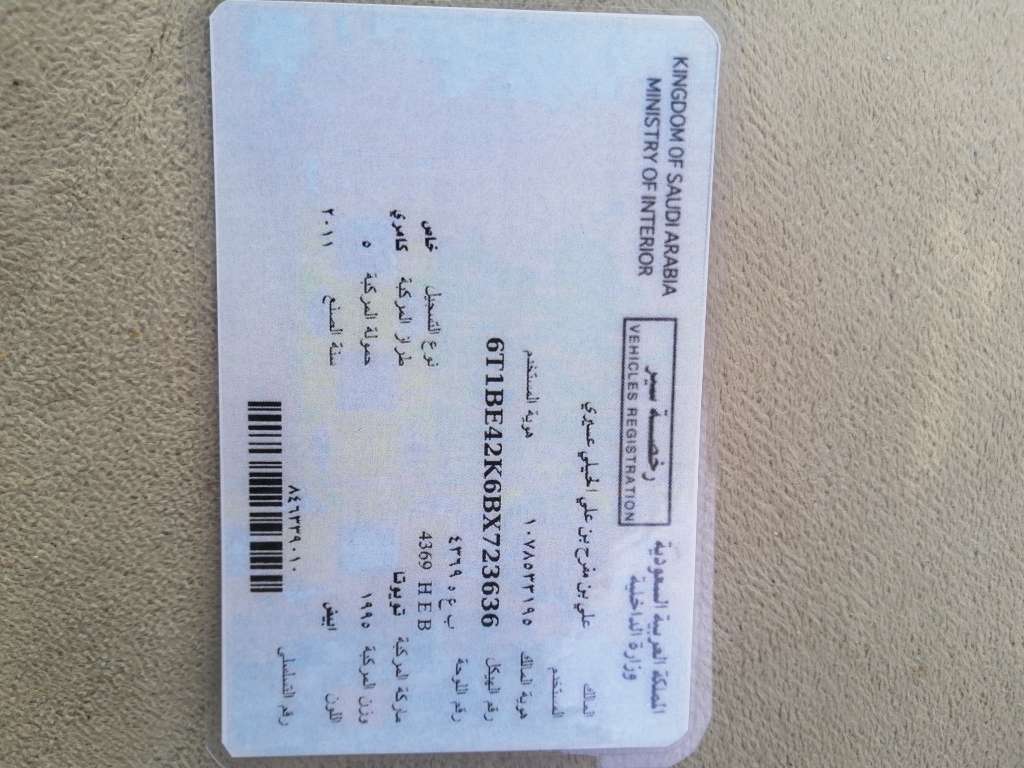 KINGDOM OF SAUDI ARABIA
MINISTRY OF INTERIOR
رخصة سير
VEHICLES REGISTRATION
المملكة العربية السعودية
وزارة الداخلية
المالك علي بن مفرح بن علي الحيلي عسيري
المستخدم
هوية المالك ١٠٧٨٥٣٣١٩٥ هوية المستخدم
رقم الهيكل 6T1BE42K6BX723636
رقم اللوحة ب ع ه ٤٣٦٩ نوع التسجيل خاص
4369 H E B
ماركة المركبة تويوتا طراز المركبة كامري
وزن المركبة ١٩٩٥ حمولة المركبة ٥
اللون ابيض سنة الصنع ٢٠١١
رقم التسلسلي ٨٤٦٣٣٩٠١٠